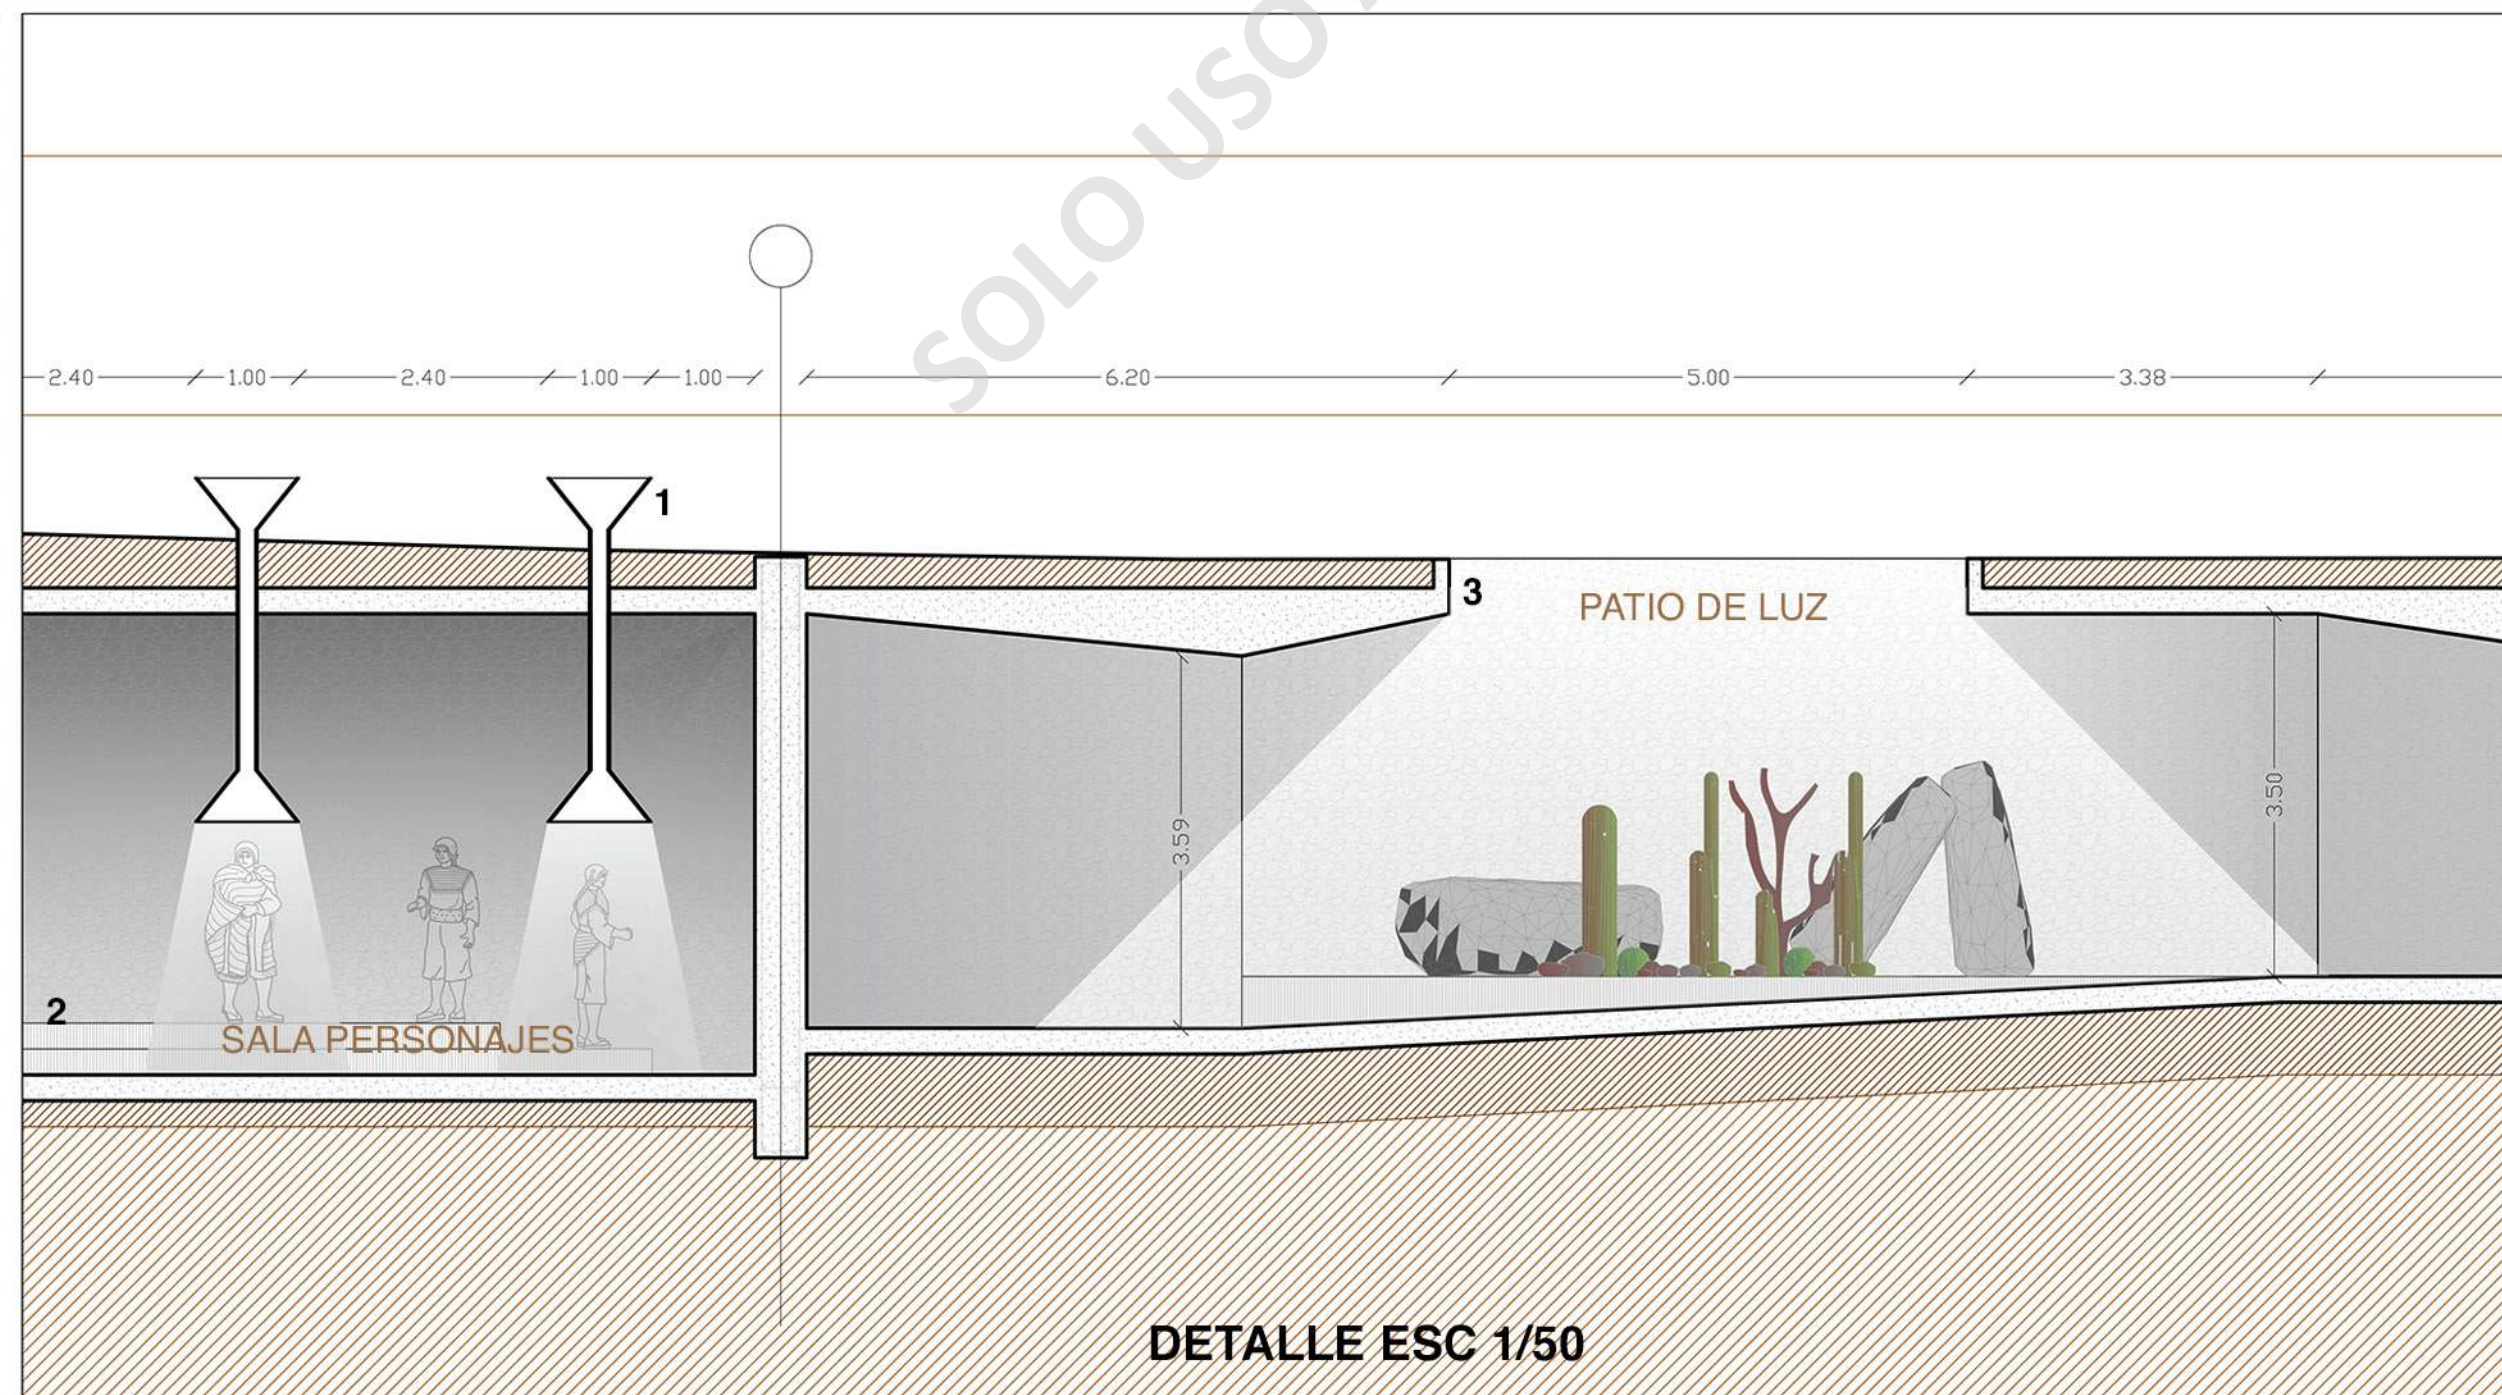 SOLO USO
2.40 1.00 2.40 1.00 1.00 6.20 5.00 3.38
1
3
PATIO DE LUZ
3.50
3.59
2
SALA PERSONAJES
DETALLE ESC 1/50